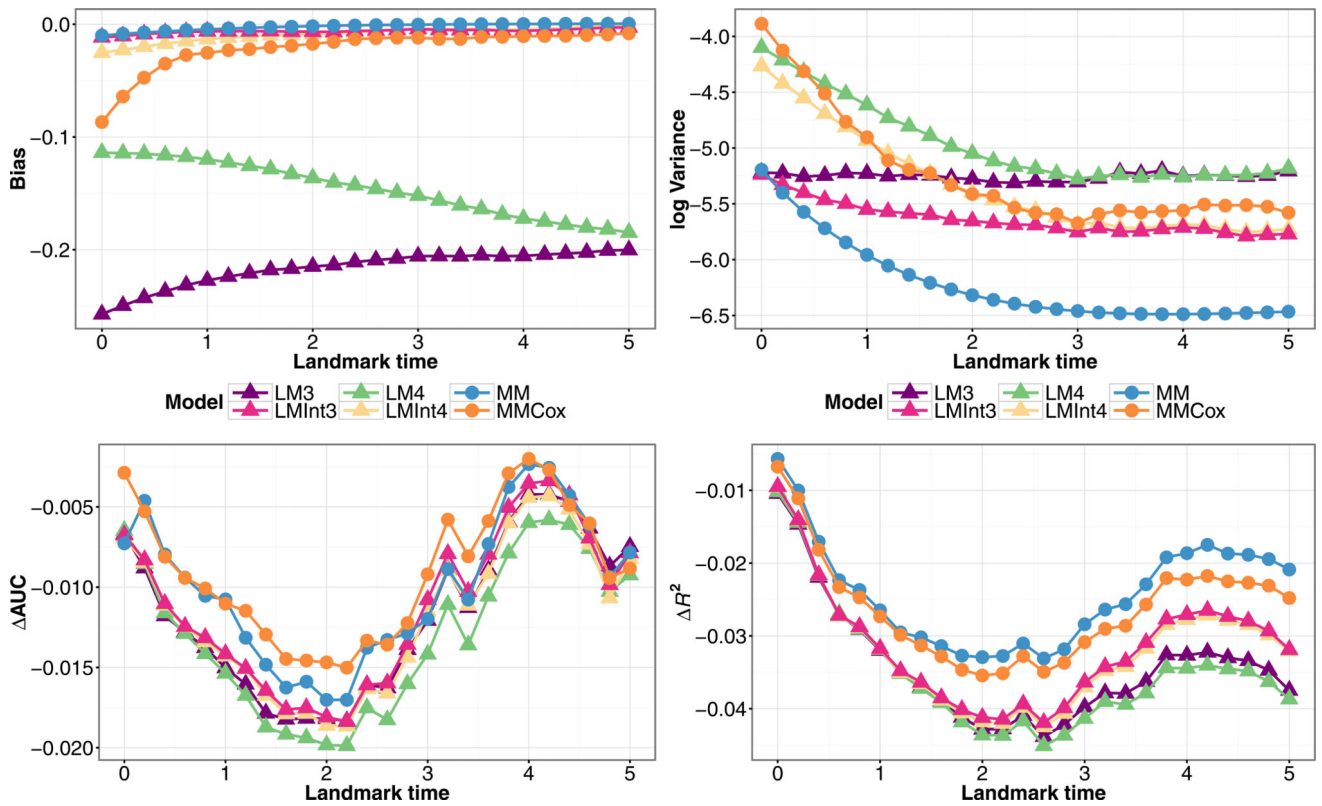 Bias
0.0
−0.1
−0.2
0 1 2 3 4 5
Landmark time
log Variance
−4.0
−4.5
−5.0
−5.5
−6.0
−6.5
0 1 2 3 4 5
Landmark time
Model LM3 LM4 MM
LMInt3 LMInt4 MMCox
Model LM3 LM4 MM
LMInt3 LMInt4 MMCox
ΔAUC
−0.005
−0.010
−0.015
−0.020
0 1 2 3 4 5
Landmark time
ΔR²
−0.01
−0.02
−0.03
−0.04
0 1 2 3 4 5
Landmark time